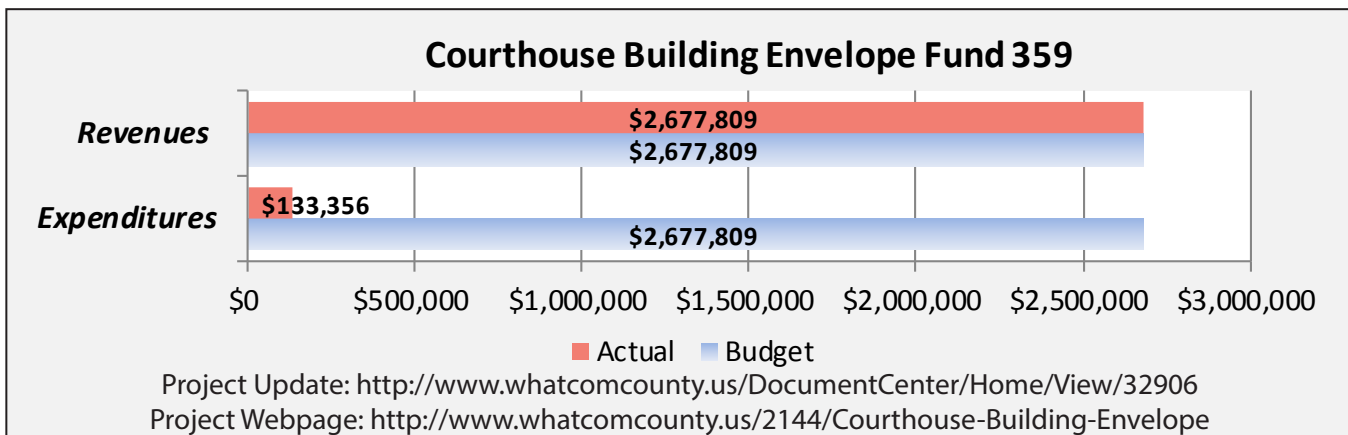 Courthouse Building Envelope Fund 359
Revenues
$2,677,809
$2,677,809
Expenditures
$133,356
$2,677,809
$0 $500,000 $1,000,000 $1,500,000 $2,000,000 $2,500,000 $3,000,000
Actual Budget
Project Update: http://www.whatcomcounty.us/DocumentCenter/Home/View/32906
Project Webpage: http://www.whatcomcounty.us/2144/Courthouse-Building-Envelope